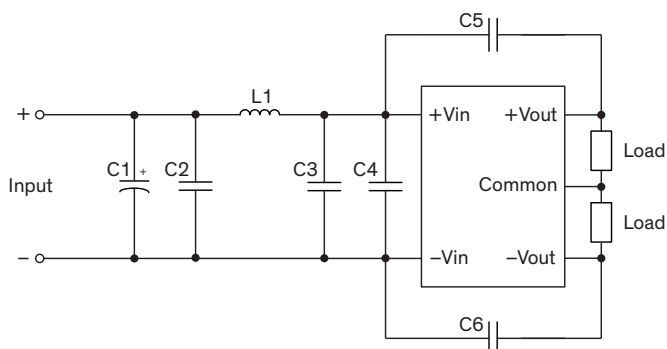 C5
L1
+ +Vin +Vout
C1 + C2 C3 C4 Load
Input Common
Load
− −Vin −Vout
C6